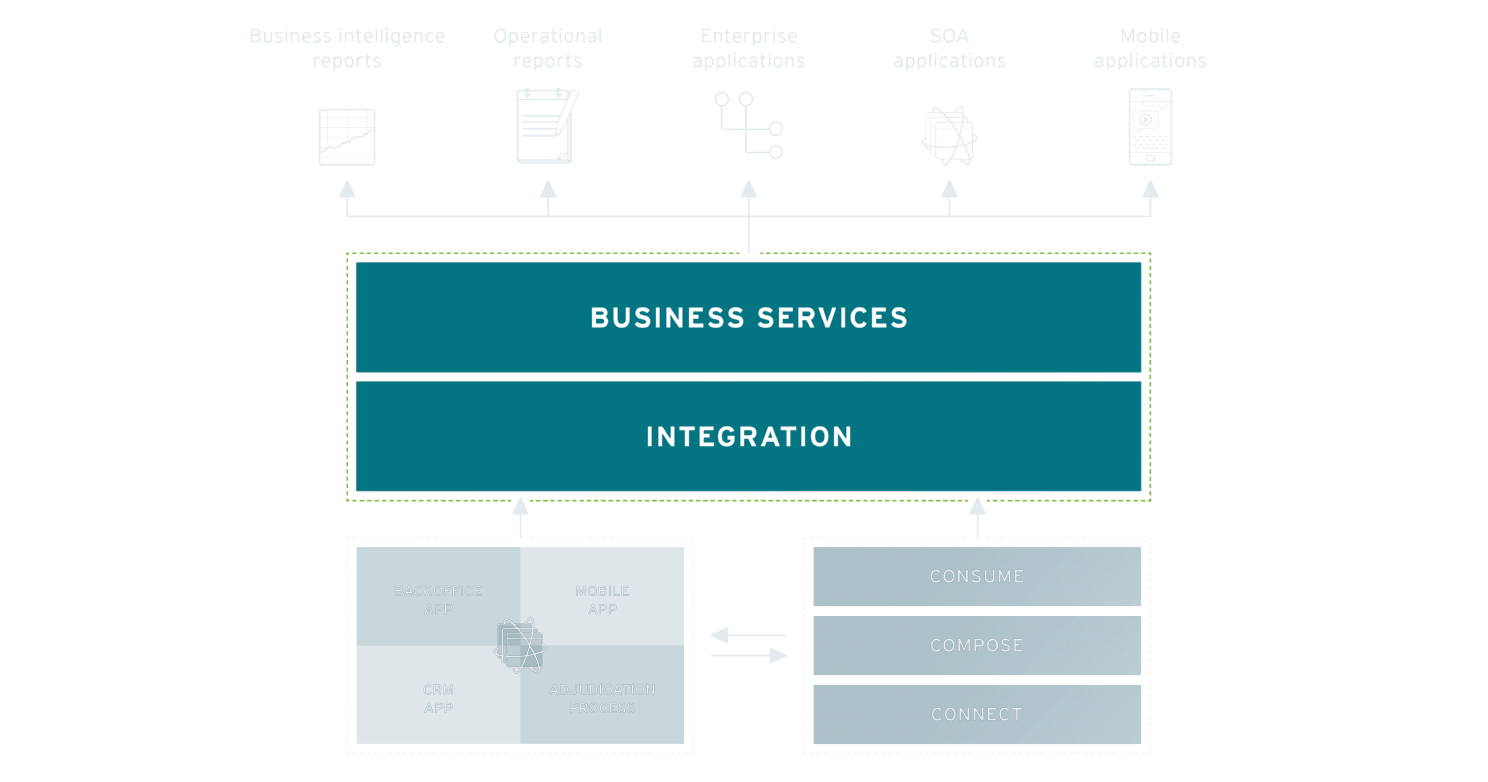 Business intelligence
reports
Operational
reports
Enterprise
applications
SOA
applications
Mobile
applications
BUSINESS SERVICES
INTEGRATION
BACKOFFICE
APP
MOBILE
APP
CRM
APP
ADJUDICATION
PROCESS
CONSUME
COMPOSE
CONNECT